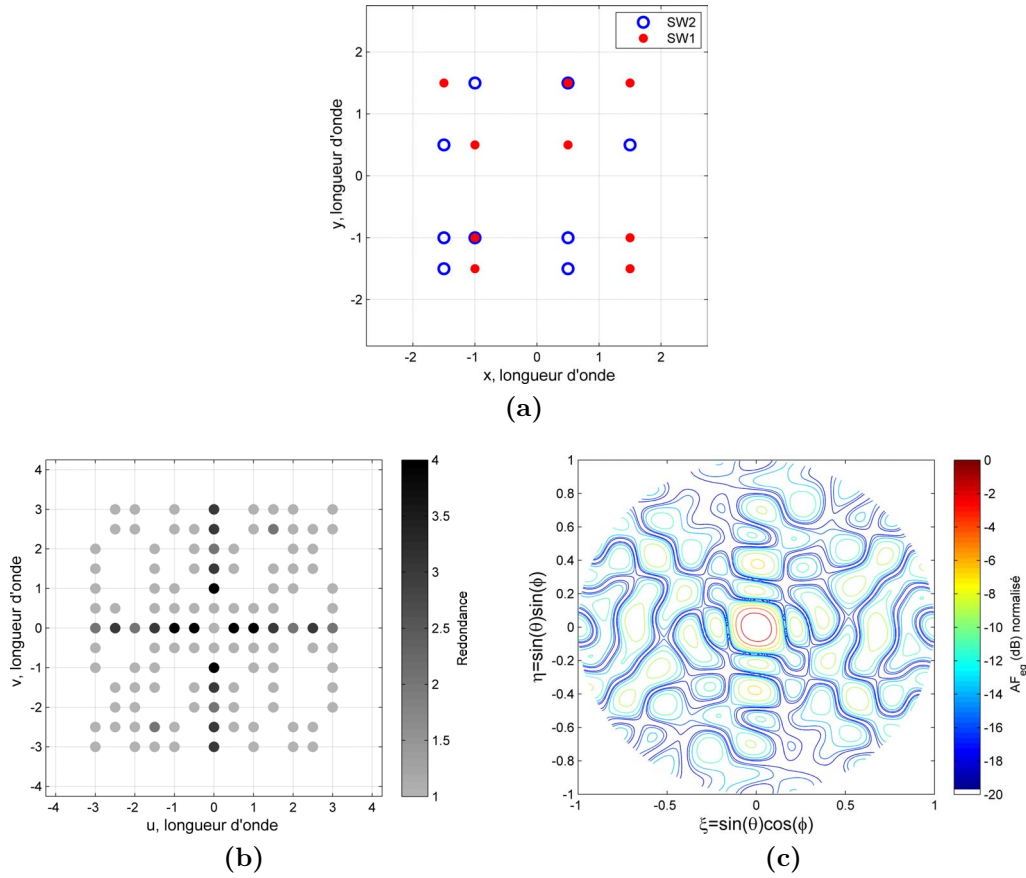 SW2
SW1
2
1
0
-1
-2
y, longueur d'onde
-2 -1 0 1 2
x, longueur d'onde
(a)
4
3
2
1
0
-1
-2
-3
-4
v, longueur d'onde
-4 -3 -2 -1 0 1 2 3 4
u, longueur d'onde
4
3.5
3
2.5
2
1.5
1
Redondance
(b)
1
0.8
0.6
0.4
0.2
0
-0.2
-0.4
-0.6
-0.8
-1
η=sin(θ)sin(ϕ)
-1 -0.5 0 0.5 1
ξ=sin(θ)cos(ϕ)
0
-2
-4
-6
-8
-10
-12
-14
-16
-18
-20
AFeq (dB) normalisé
(c)